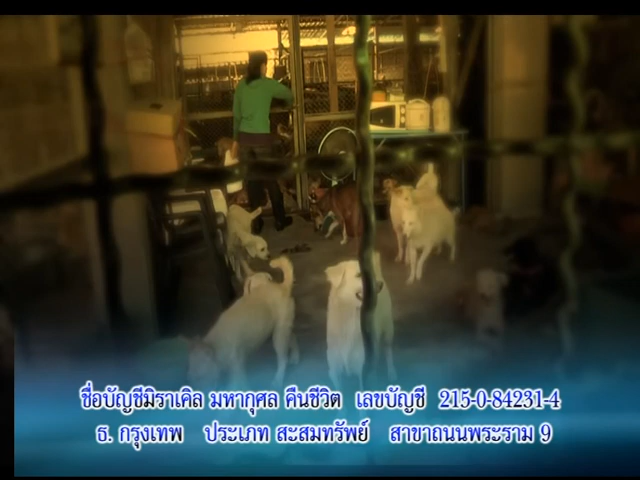 ชื่อบัญชีมิราเคิล มหากุศล คืนชีวิต เลขบัญชี 215-0-84231-4
ธ. กรุงเทพ ประเภท สะสมทรัพย์ สาขาถนนพระราม 9